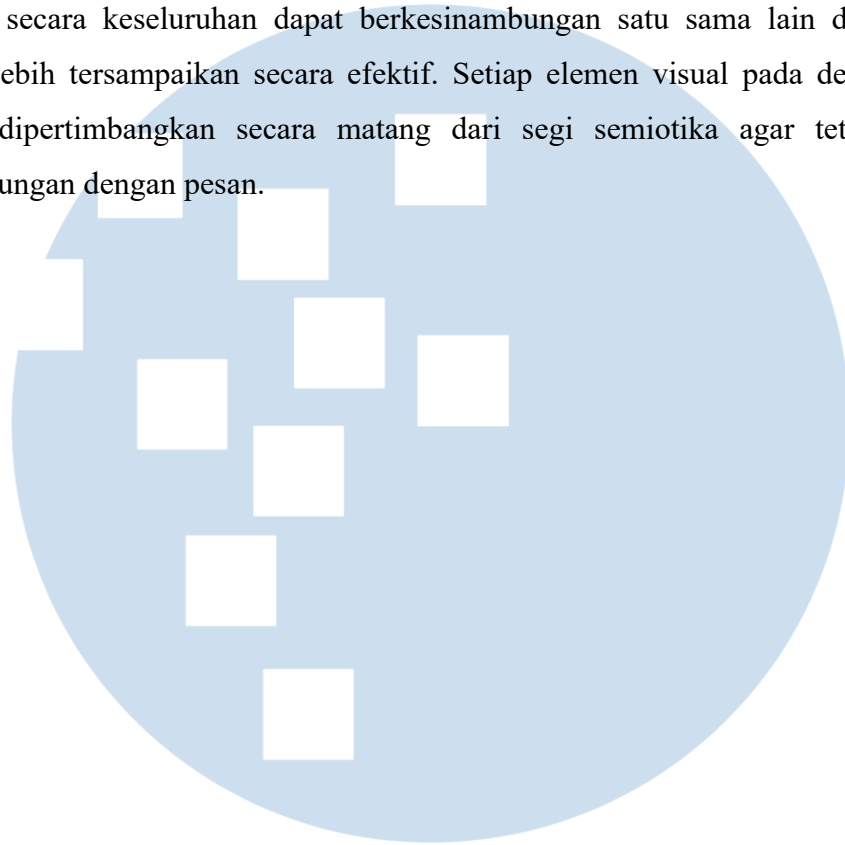 secara keseluruhan dapat berkesinambungan satu sama lain d
ebih tersampaikan secara efektif. Setiap elemen visual pada de
dipertimbangkan secara matang dari segi semiotika agar tet
ungan dengan pesan.